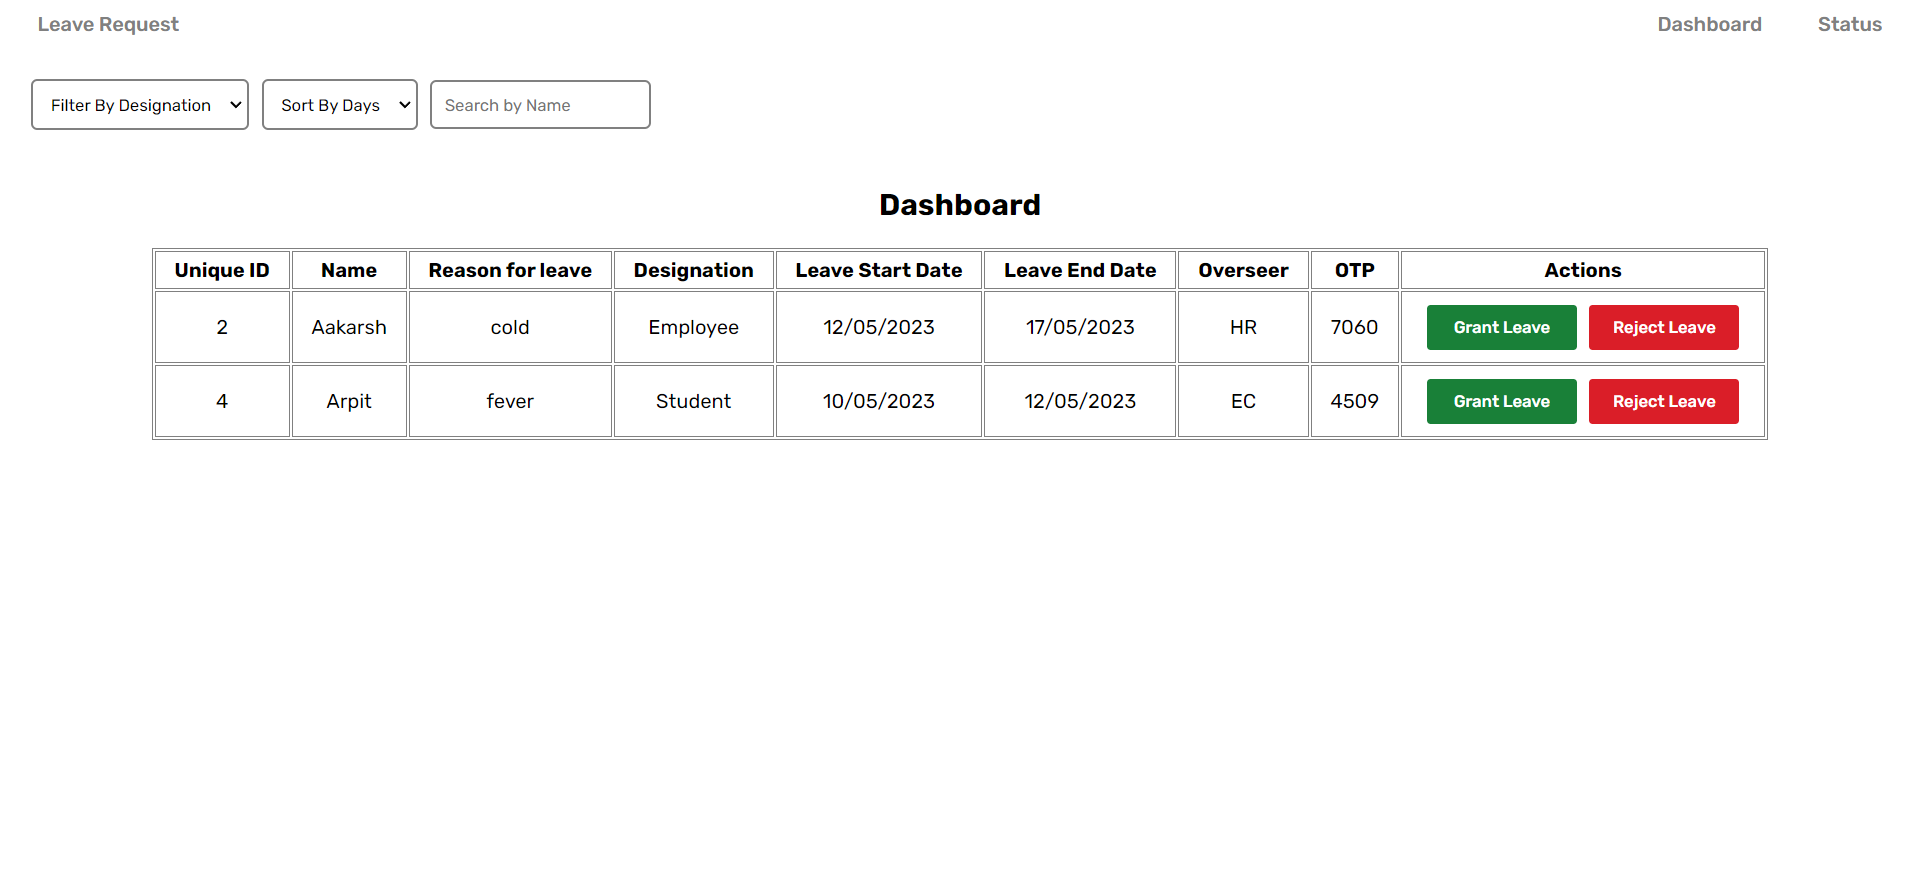 Leave Request Dashboard Status
Filter By Designation Sort By Days Search by Name
Dashboard
Unique ID Name Reason for leave Designation Leave Start Date Leave End Date Overseer OTP Actions
2 Aakarsh cold Employee 12/05/2023 17/05/2023 HR 7060 Grant Leave Reject Leave
4 Arpit fever Student 10/05/2023 12/05/2023 EC 4509 Grant Leave Reject Leave